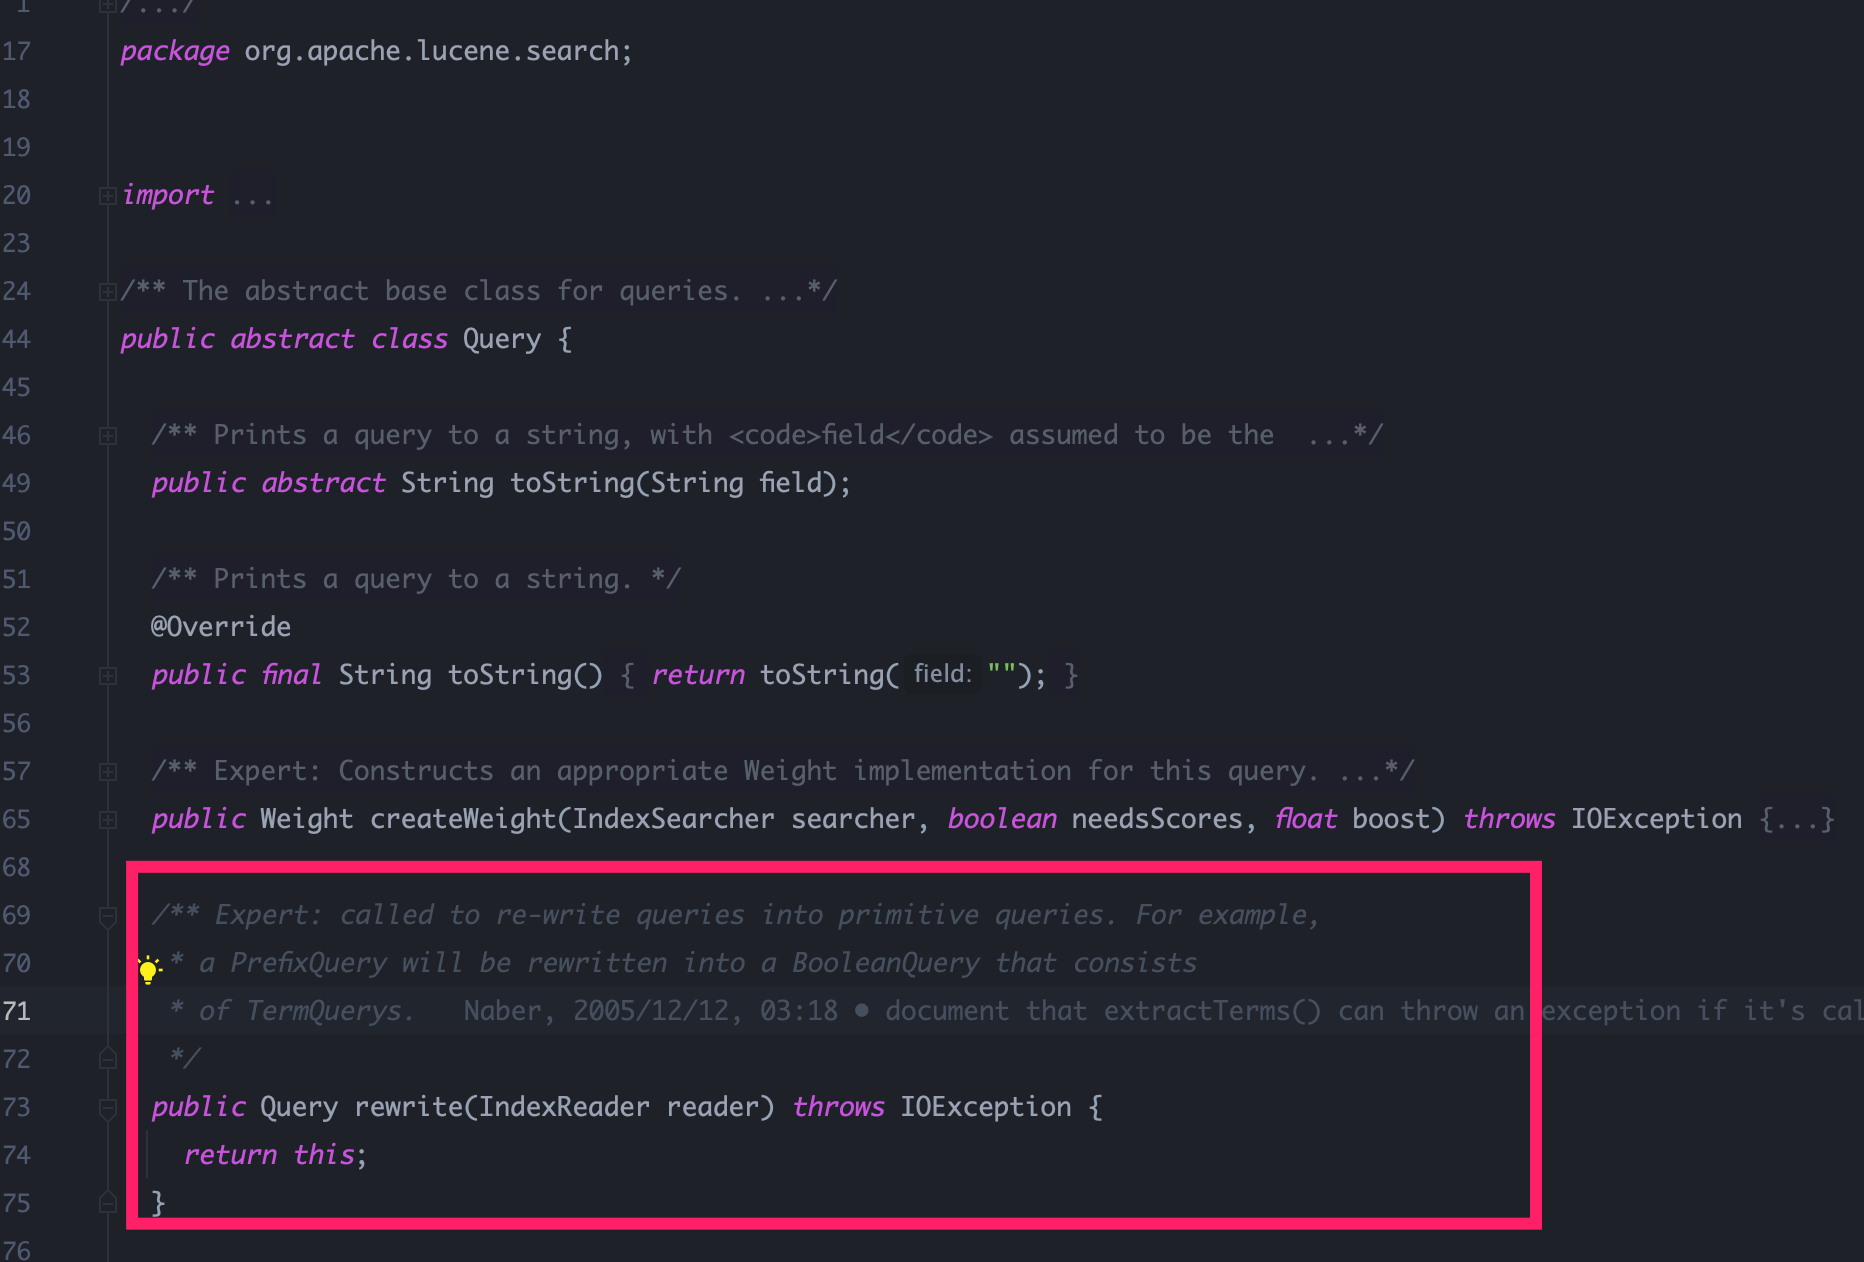 1 /.../
17 package org.apache.lucene.search;
18
19
20 import ...
23
24 /** The abstract base class for queries. ...*/
44 public abstract class Query {
45
46 /** Prints a query to a string, with <code>field</code> assumed to be the ...*/
49 public abstract String toString(String field);
50
51 /** Prints a query to a string. */
52 @Override
53 public final String toString() { return toString( field: ""); }
56
57 /** Expert: Constructs an appropriate Weight implementation for this query. ...*/
65 public Weight createWeight(IndexSearcher searcher, boolean needsScores, float boost) throws IOException {...}
68
69 /** Expert: called to re-write queries into primitive queries. For example,
70 * a PrefixQuery will be rewritten into a BooleanQuery that consists
71 * of TermQuerys. Naber, 2005/12/12, 03:18 ● document that extractTerms() can throw an exception if it's cal
72 */
73 public Query rewrite(IndexReader reader) throws IOException {
74 return this;
75 }
76